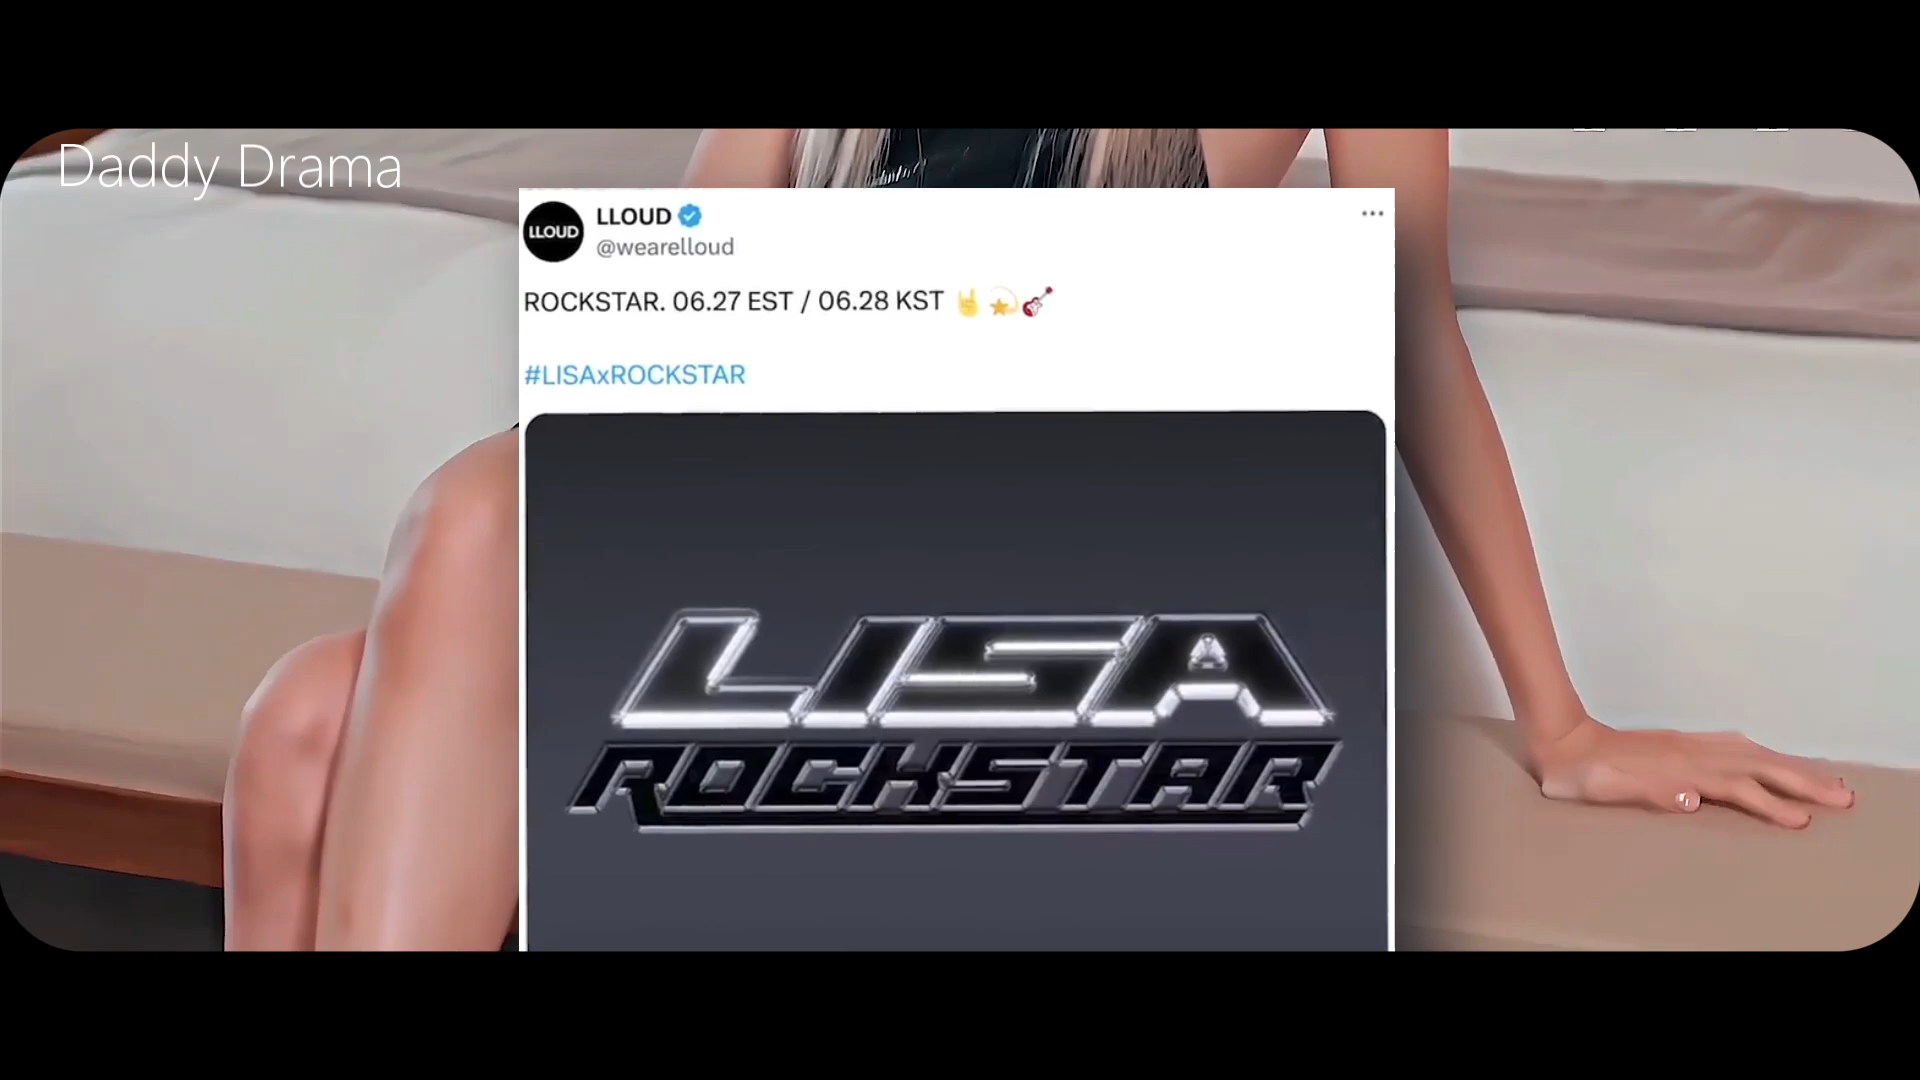 Daddy Drama
LLOUD
LLOUD
@wearelloud
ROCKSTAR. 06.27 EST / 06.28 KST 🤘💫🎸
#LISAxROCKSTAR
LISA
ROCKSTAR